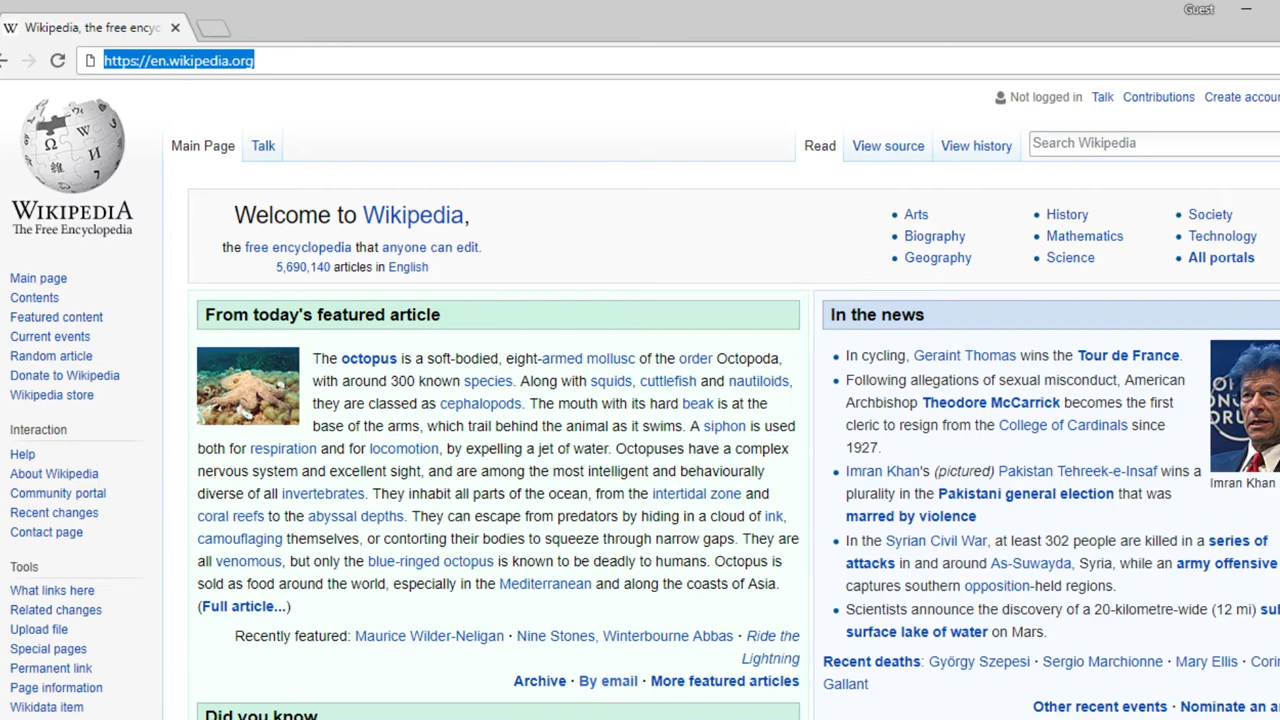 Guest
Wikipedia, the free encyc
https://en.wikipedia.org
Not logged in Talk Contributions Create accou
Main Page Talk Read View source View history Search Wikipedia
WIKIPEDIA
The Free Encyclopedia
Main page
Contents
Featured content
Current events
Random article
Donate to Wikipedia
Wikipedia store
Interaction
Help
About Wikipedia
Community portal
Recent changes
Contact page
Tools
What links here
Related changes
Upload file
Special pages
Permanent link
Page information
Wikidata item
Welcome to Wikipedia,
the free encyclopedia that anyone can edit.
5,690,140 articles in English
• Arts
• Biography
• Geography
• History
• Mathematics
• Science
• Society
• Technology
• All portals
From today's featured article
The octopus is a soft-bodied, eight-armed mollusc of the order Octopoda,
with around 300 known species. Along with squids, cuttlefish and nautiloids,
they are classed as cephalopods. The mouth with its hard beak is at the
base of the arms, which trail behind the animal as it swims. A siphon is used
both for respiration and for locomotion, by expelling a jet of water. Octopuses have a complex
nervous system and excellent sight, and are among the most intelligent and behaviourally
diverse of all invertebrates. They inhabit all parts of the ocean, from the intertidal zone and
coral reefs to the abyssal depths. They can escape from predators by hiding in a cloud of ink,
camouflaging themselves, or contorting their bodies to squeeze through narrow gaps. They are
all venomous, but only the blue-ringed octopus is known to be deadly to humans. Octopus is
sold as food around the world, especially in the Mediterranean and along the coasts of Asia.
(Full article...)
Recently featured: Maurice Wilder-Neligan · Nine Stones, Winterbourne Abbas · Ride the
Lightning
Archive · By email · More featured articles
Did you know
In the news
• In cycling, Geraint Thomas wins the Tour de France.
• Following allegations of sexual misconduct, American
Archbishop Theodore McCarrick becomes the first
cleric to resign from the College of Cardinals since
1927.
• Imran Khan's (pictured) Pakistan Tehreek-e-Insaf wins a
plurality in the Pakistani general election that was
marred by violence
• In the Syrian Civil War, at least 302 people are killed in a series of
attacks in and around As-Suwayda, Syria, while an army offensive
captures southern opposition-held regions.
• Scientists announce the discovery of a 20-kilometre-wide (12 mi) su
surface lake of water on Mars.
Imran Khan
Recent deaths: György Szepesi · Sergio Marchionne · Mary Ellis · Cori
Gallant
Other recent events · Nominate an a